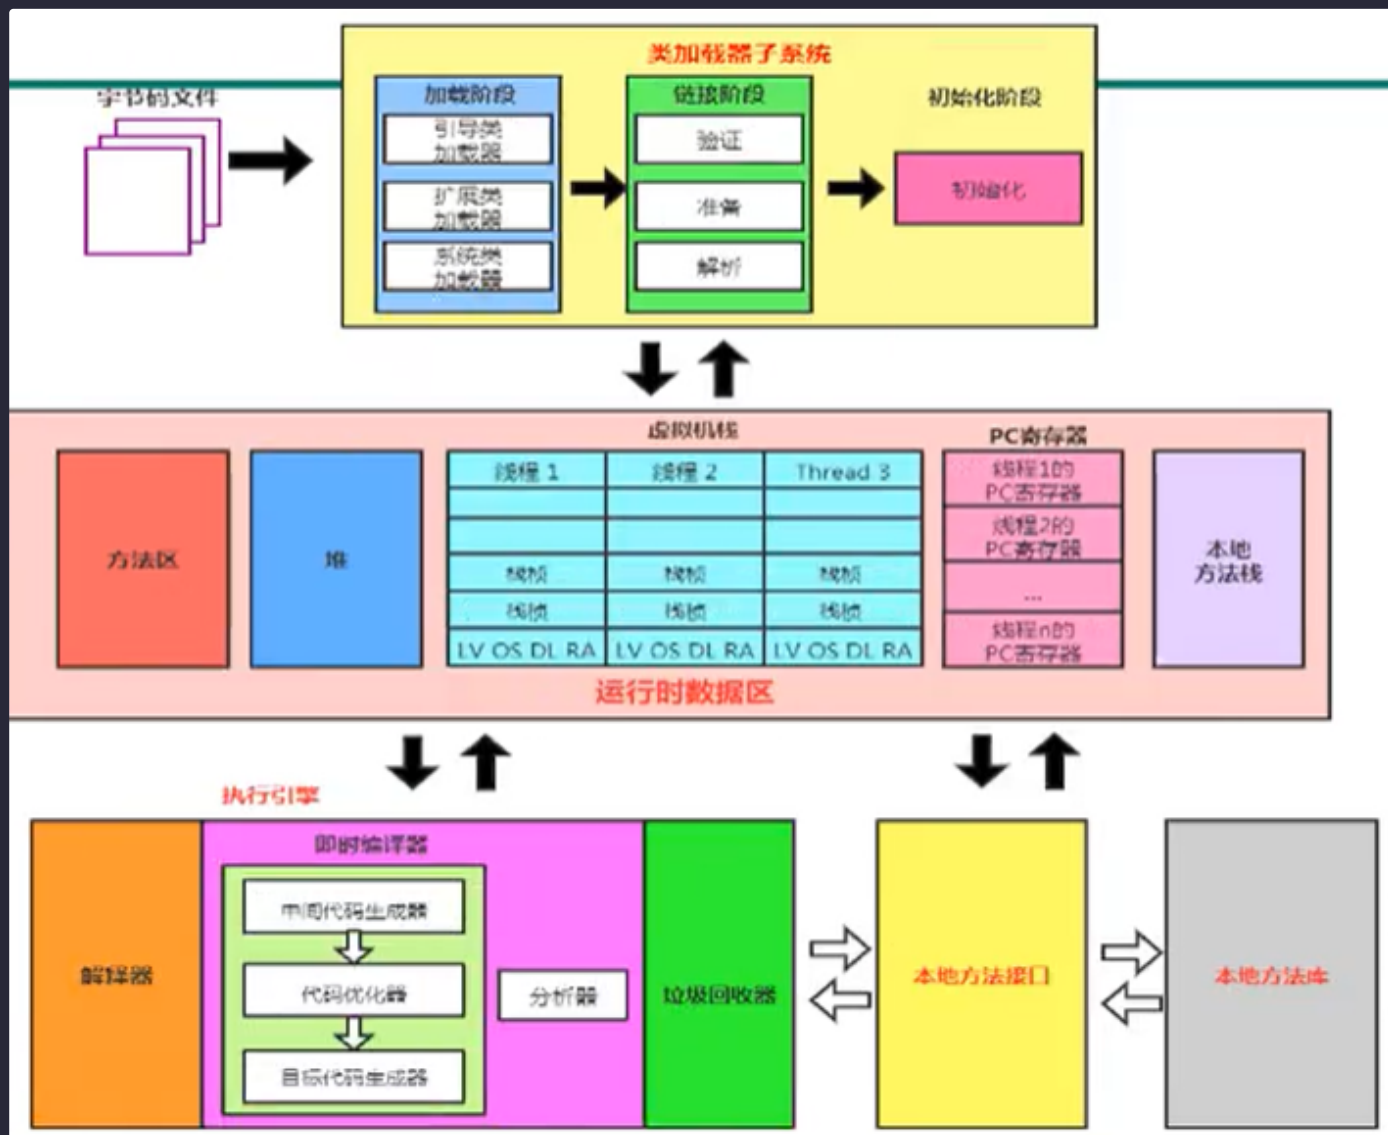 类加载器子系统
字节码文件
加载阶段
引导类
加载器
扩展类
加载器
系统类
加载器
链接阶段
验证
准备
解析
初始化阶段
初始化
虚拟机栈
PC寄存器
方法区
堆
线程 1
线程 2
Thread 3
栈桢
栈桢
栈桢
栈桢
栈桢
栈桢
LV OS DL RA
LV OS DL RA
LV OS DL RA
线程1的
PC寄存器
线程2的
PC寄存器
...
线程n的
PC寄存器
本地
方法栈
运行时数据区
执行引擎
解释器
即时编译器
中间代码生成器
代码优化器
目标代码生成器
分析器
垃圾回收器
本地方法接口
本地方法库